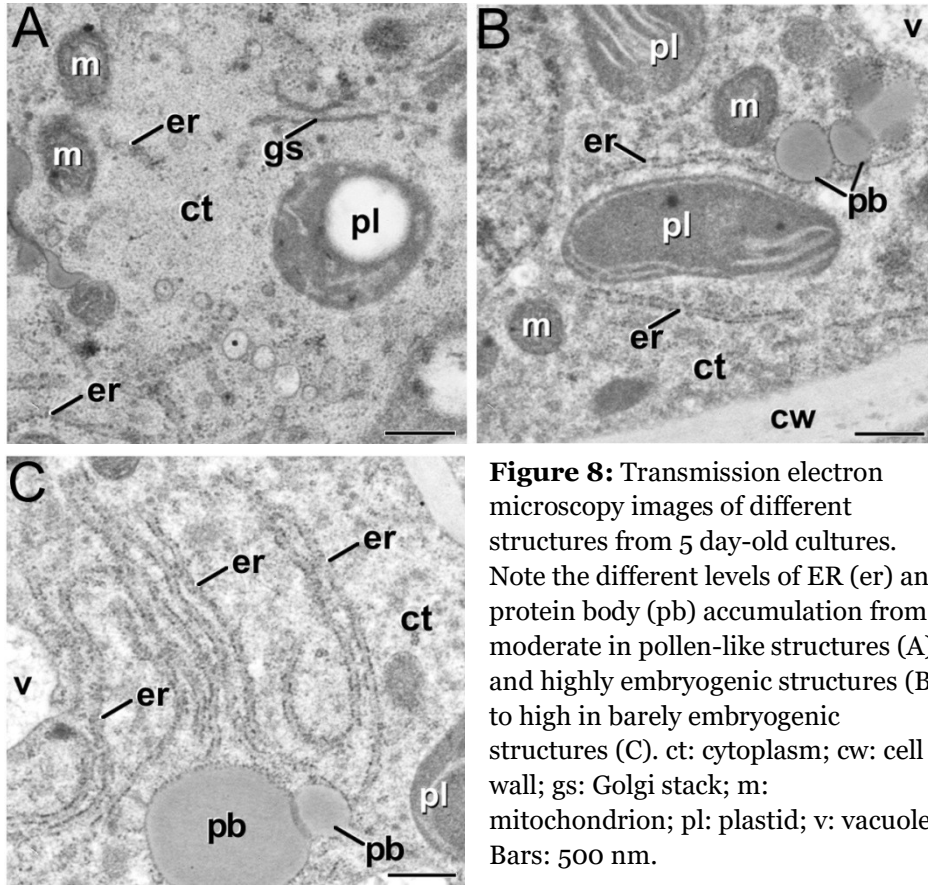 A
m
er
m
gs
ct
pl
er
B
v
pl
m
er
pb
pl
m
er
ct
cw
C
er
er
ct
v
er
pl
pb
pb
Figure 8: Transmission electron
microscopy images of different
structures from 5 day-old cultures.
Note the different levels of ER (er) an
protein body (pb) accumulation from
moderate in pollen-like structures (A)
and highly embryogenic structures (B
to high in barely embryogenic
structures (C). ct: cytoplasm; cw: cell
wall; gs: Golgi stack; m:
mitochondrion; pl: plastid; v: vacuole
Bars: 500 nm.